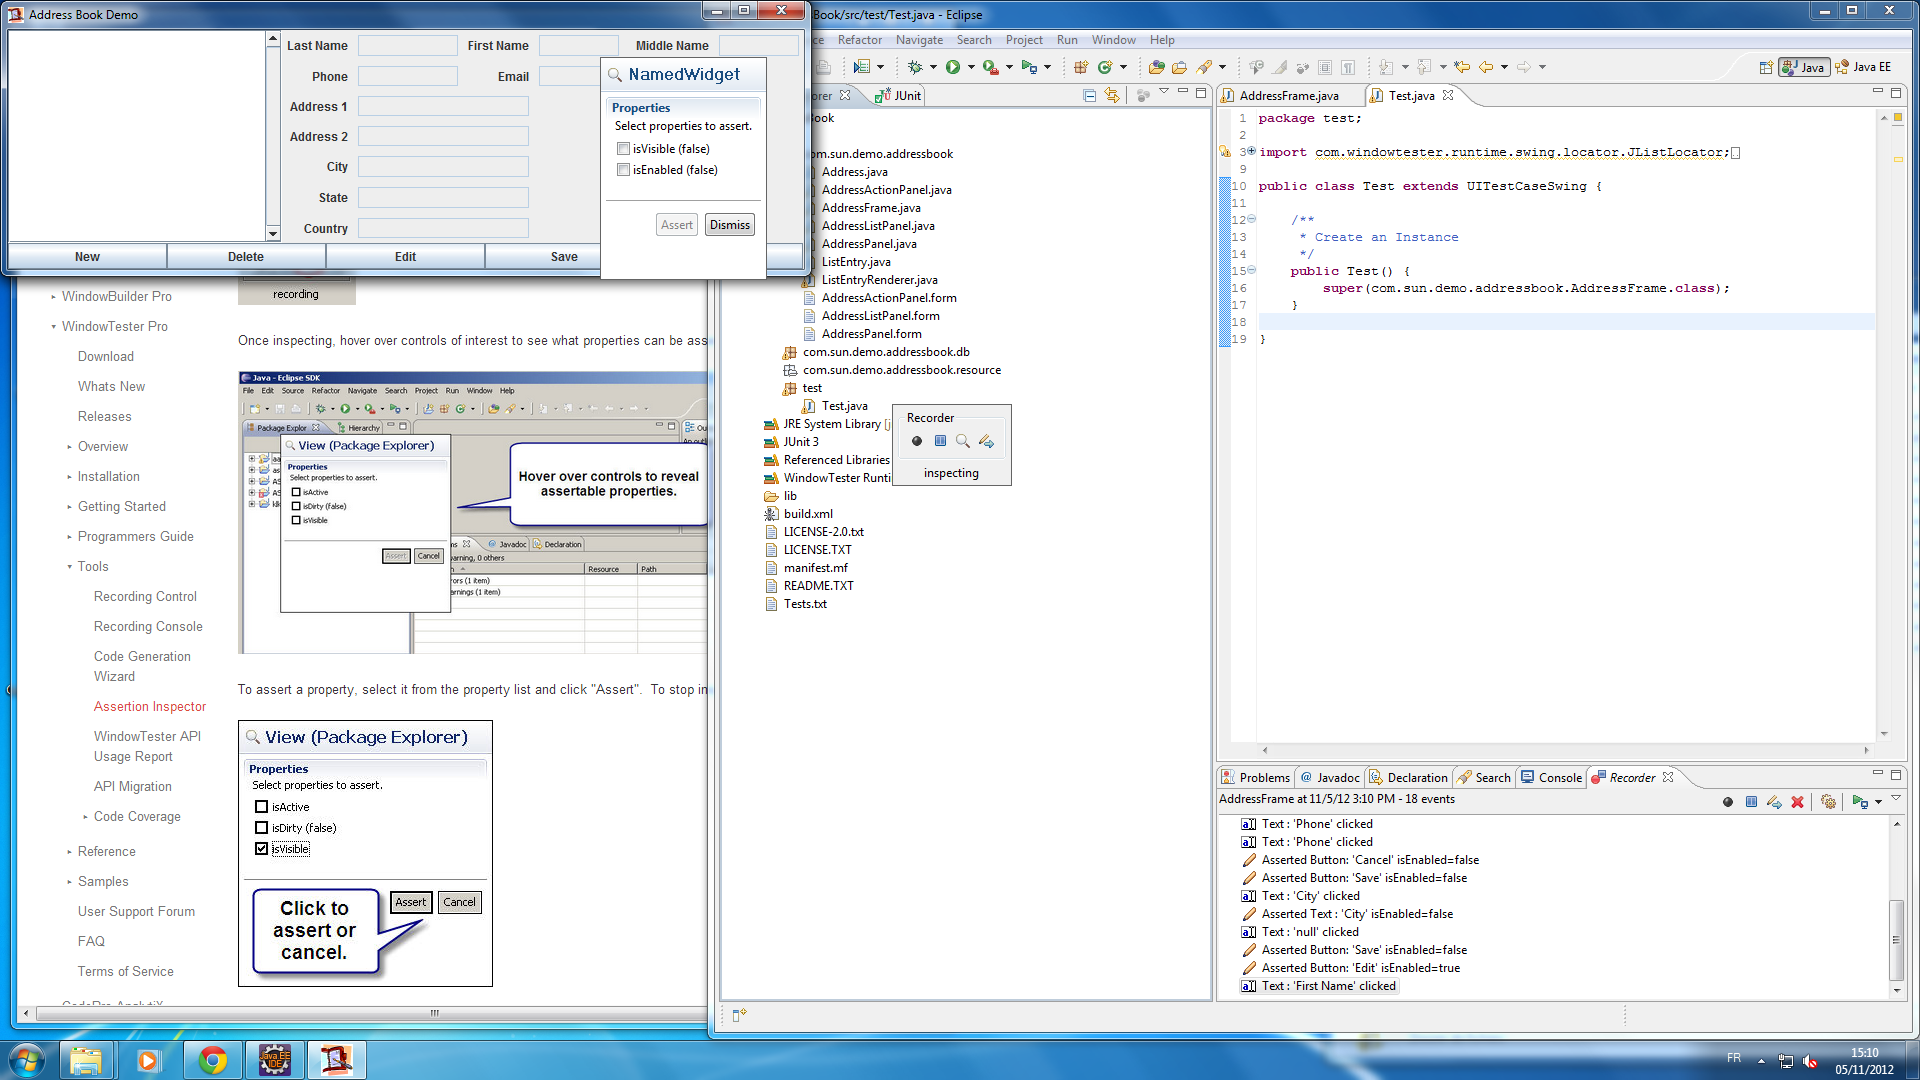 Address Book Demo
Last Name
First Name
Middle Name
Phone
Email
Address 1
Address 2
City
State
Country
New
Delete
Edit
Save
NamedWidget
Properties
Select properties to assert.
isVisible (false)
isEnabled (false)
Assert
Dismiss
Book/src/test/Test.java - Eclipse
Refactor
Navigate
Search
Project
Run
Window
Help
Java
Java EE
JUnit
com.sun.demo.addressbook
Address.java
AddressActionPanel.java
AddressFrame.java
AddressListPanel.java
AddressPanel.java
ListEntry.java
ListEntryRenderer.java
AddressActionPanel.form
AddressListPanel.form
AddressPanel.form
com.sun.demo.addressbook.db
com.sun.demo.addressbook.resource
test
Test.java
JRE System Library
JUnit 3
Referenced Libraries
WindowTester Runti
lib
build.xml
LICENSE-2.0.txt
LICENSE.TXT
manifest.mf
README.TXT
Tests.txt
Recorder
inspecting
AddressFrame.java
Test.java
1 package test;
2
3 import com.windowtester.runtime.swing.locator.JListLocator;
9
10 public class Test extends UITestCaseSwing {
11
12 /**
13 * Create an Instance
14 */
15 public Test() {
16 super(com.sun.demo.addressbook.AddressFrame.class);
17 }
18
19 }
Problems
@ Javadoc
Declaration
Search
Console
Recorder
AddressFrame at 11/5/12 3:10 PM - 18 events
Text : 'Phone' clicked
Text : 'Phone' clicked
Asserted Button: 'Cancel' isEnabled=false
Asserted Button: 'Save' isEnabled=false
Text : 'City' clicked
Asserted Text : 'City' isEnabled=false
Text : 'null' clicked
Asserted Button: 'Save' isEnabled=false
Asserted Button: 'Edit' isEnabled=true
Text : 'First Name' clicked
WindowBuilder Pro
WindowTester Pro
Download
Whats New
Releases
Overview
Installation
Getting Started
Programmers Guide
Tools
Recording Control
Recording Console
Code Generation
Wizard
Assertion Inspector
WindowTester API
Usage Report
API Migration
Code Coverage
Reference
Samples
User Support Forum
FAQ
Terms of Service
recording
Once inspecting, hover over controls of interest to see what properties can be ass
Java - Eclipse SDK
File Edit Source Refactor Navigate Search Project Run Window Help
Package Explor
Hierarchy
View (Package Explorer)
Properties
Select properties to assert.
isActive
isDirty (false)
isVisible
Assert
Cancel
Hover over controls to reveal
assertable properties.
@ Javadoc
Declaration
arning, 0 others
Resource
Path
rors (1 item)
arnings (1 item)
To assert a property, select it from the property list and click "Assert". To stop in
View (Package Explorer)
Properties
Select properties to assert.
isActive
isDirty (false)
isVisible
Assert
Cancel
Click to
assert or
cancel.
FR
15:10
05/11/2012